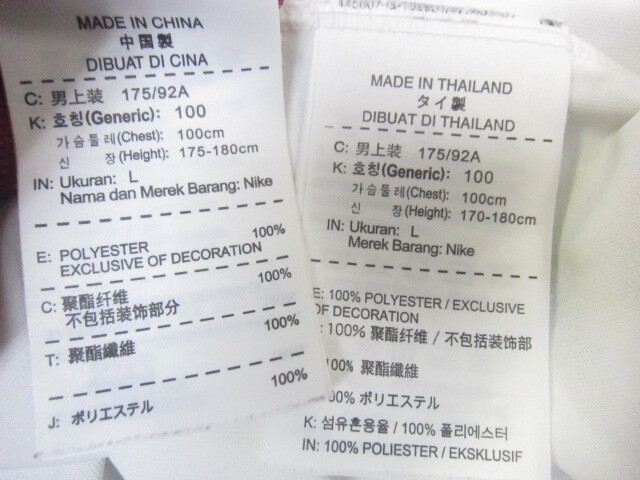 MADE IN CHINA
中国製
DIBUAT DI CINA
C: 男上装 175/92A
K: 호칭(Generic): 100
가슴둘레(Chest): 100cm
신 장(Height): 175-180cm
IN: Ukuran: L
Nama dan Merek Barang: Nike
E: POLYESTER 100%
EXCLUSIVE OF DECORATION
C: 聚酯纤维 100%
不包括装饰部分
T: 聚酯纖維 100%
J: ポリエステル 100%
MADE IN THAILAND
タイ製
DIBUAT DI THAILAND
C: 男上装 175/92A
K: 호칭(Generic): 100
가슴둘레(Chest): 100cm
신 장(Height): 170-180cm
IN: Ukuran: L
Merek Barang: Nike
E: 100% POLYESTER / EXCLUSIVE
OF DECORATION
: 100% 聚酯纤维 / 不包括装饰部
100% 聚酯纖維
00% ポリエステル
K: 섬유혼용율 / 100% 폴리에스터
IN: 100% POLIESTER / EKSKLUSIF